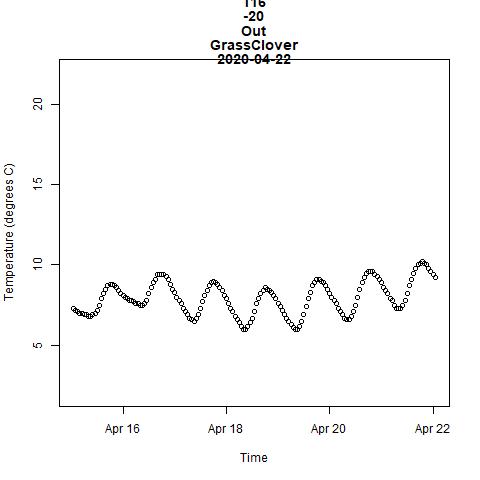 T16
-20
Out
GrassClover
2020-04-22
Temperature (degrees C)
20
15
10
5
Apr 16 Apr 18 Apr 20 Apr 22
Time